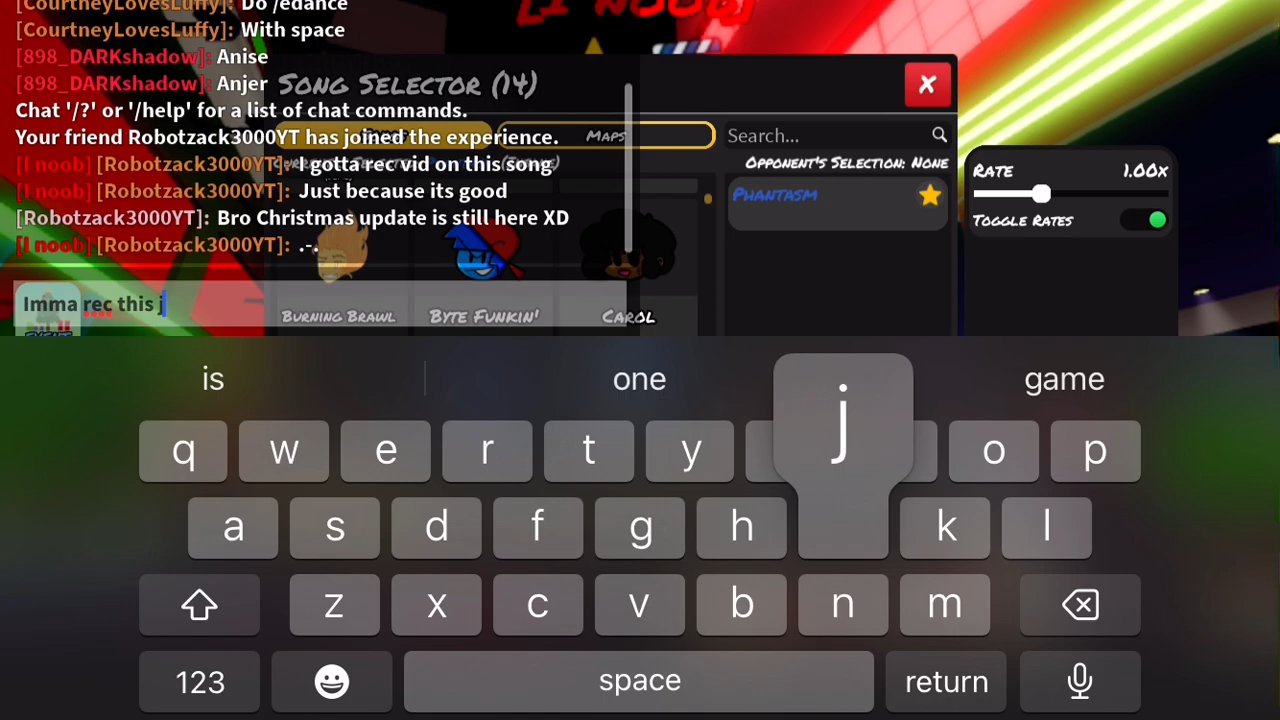 [1 NOOB]
[CourtneyLovesLuffy]: Do /edance
[CourtneyLovesLuffy]: With space
[898_DARKshadow]: Anise
[898_DARKshadow]: Anjer
Chat '/?' or '/help' for a list of chat commands.
Your friend Robotzack3000YT has joined the experience.
[I noob] [Robotzack3000YT]: I gotta rec vid on this song
[I noob] [Robotzack3000YT]: Just because its good
[Robotzack3000YT]: Bro Christmas update is still here XD
[I noob] [Robotzack3000YT]: .-.
Imma rec this j
Song Selector (14)
X
Maps
Search...
Opponent's Selection: None
Phantasm
Rate 1.00x
Toggle Rates
Burning Brawl Byte Funkin' Carol
is one game
j
q w e r t y o p
a s d f g h k l
z x c v b n m
123 space return